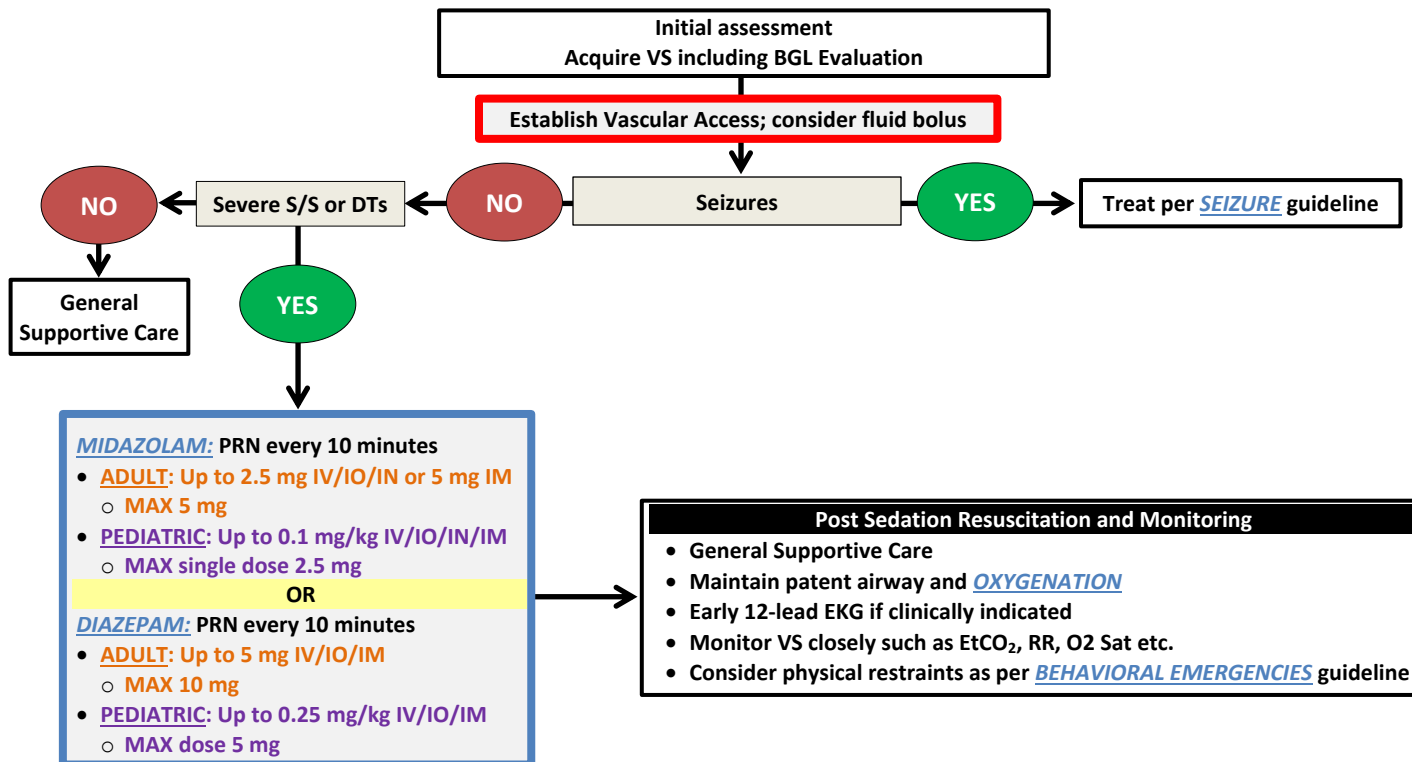 Initial assessment
Acquire VS including BGL Evaluation
Establish Vascular Access; consider fluid bolus
NO
Severe S/S or DTs
NO
Seizures
YES
Treat per SEIZURE guideline
General
Supportive Care
YES
MIDAZOLAM: PRN every 10 minutes
• ADULT: Up to 2.5 mg IV/IO/IN or 5 mg IM
o MAX 5 mg
• PEDIATRIC: Up to 0.1 mg/kg IV/IO/IN/IM
o MAX single dose 2.5 mg
OR
DIAZEPAM: PRN every 10 minutes
• ADULT: Up to 5 mg IV/IO/IM
o MAX 10 mg
• PEDIATRIC: Up to 0.25 mg/kg IV/IO/IM
o MAX dose 5 mg
Post Sedation Resuscitation and Monitoring
• General Supportive Care
• Maintain patent airway and OXYGENATION
• Early 12-lead EKG if clinically indicated
• Monitor VS closely such as EtCO₂, RR, O2 Sat etc.
• Consider physical restraints as per BEHAVIORAL EMERGENCIES guideline